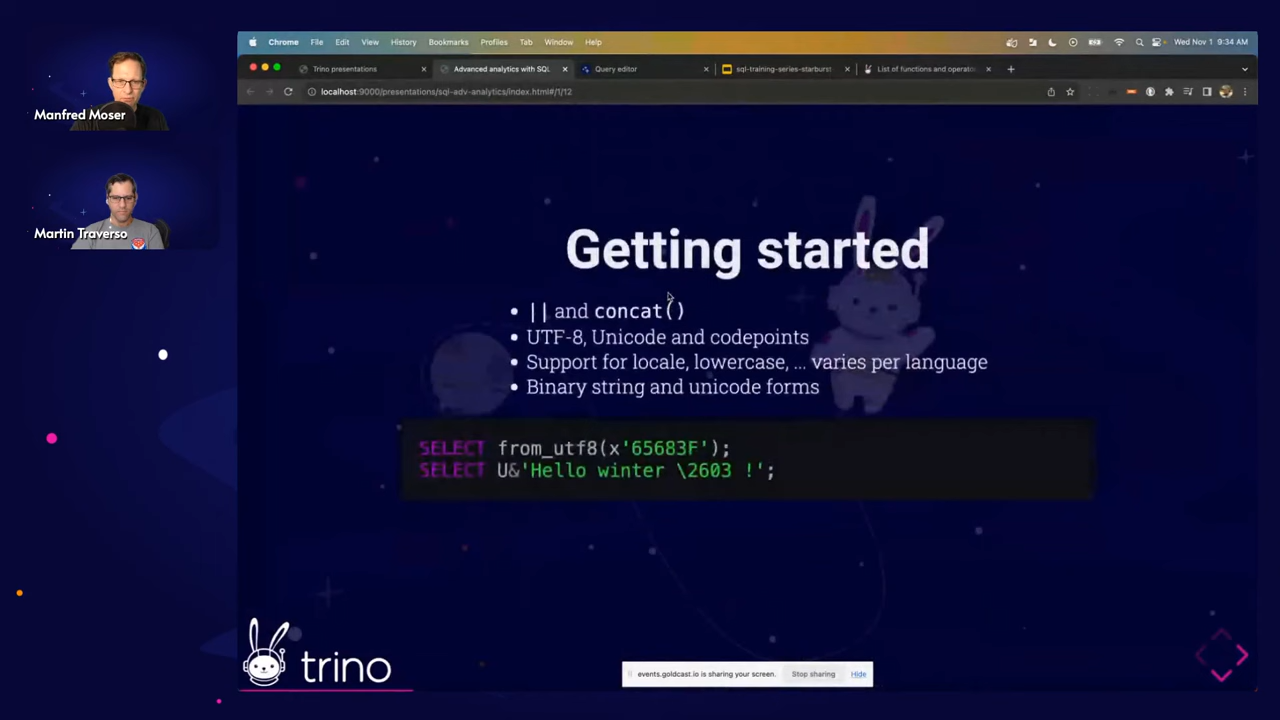 Manfred Moser
Martin Traverso
Chrome File Edit View History Bookmarks Profiles Tab Window Help
Wed Nov 1 9:34 AM
Trino presentations
Advanced analytics with SQL
Query editor
sql-training-series-starburst
List of functions and operato
localhost:9000/presentations/sql-adv-analytics/index.html#/1/12
Getting started
• || and concat()
• UTF-8, Unicode and codepoints
• Support for locale, lowercase, ... varies per language
• Binary string and unicode forms
SELECT from_utf8(x'65683F');
SELECT U&'Hello winter \2603 !';
trino
events.goldcast.io is sharing your screen. Stop sharing Hide